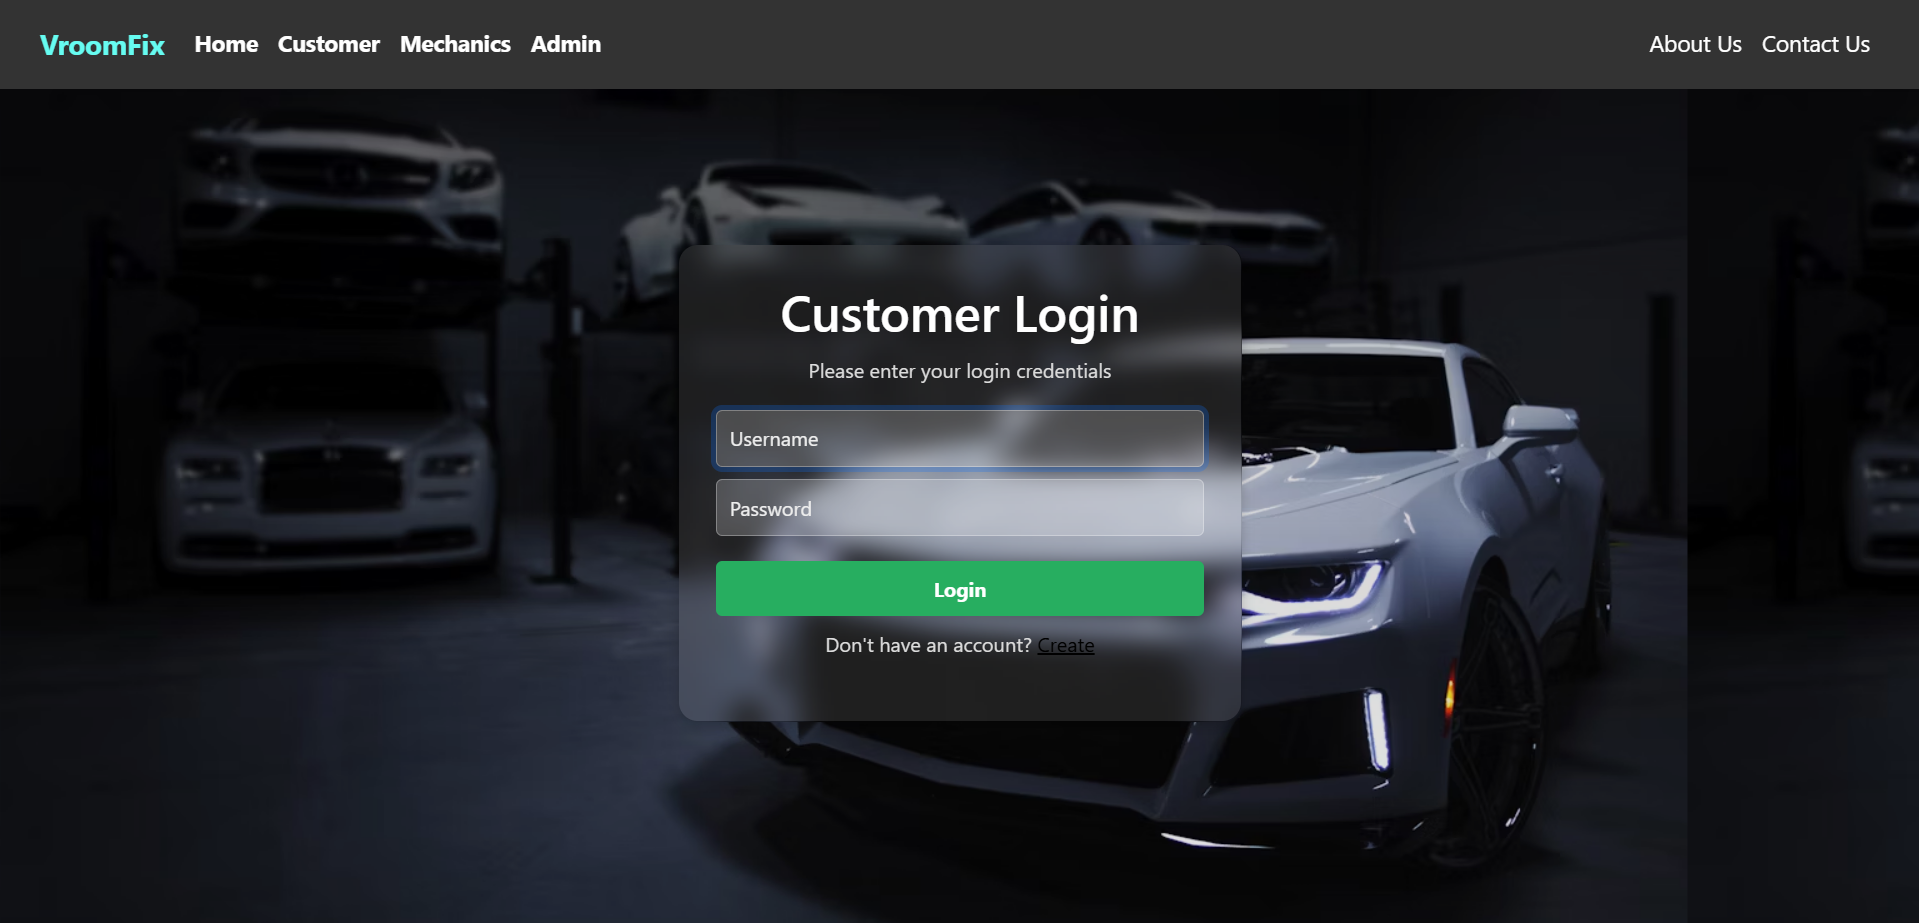 VroomFix Home Customer Mechanics Admin About Us Contact Us
Customer Login
Please enter your login credentials
Username
Password
Login
Don't have an account? Create